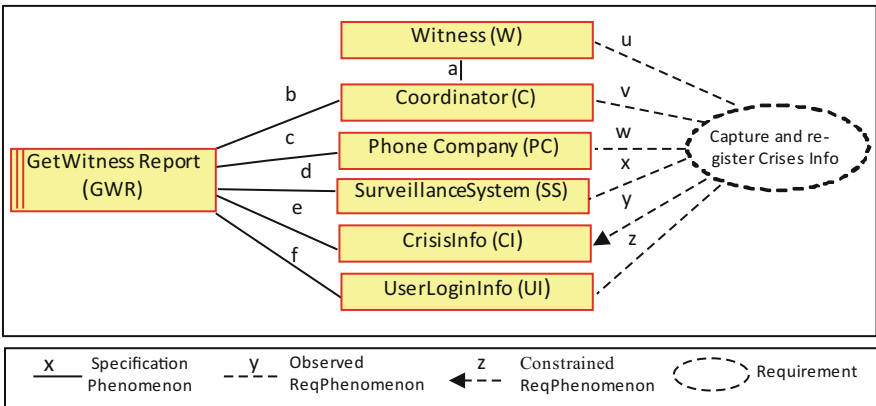 Witness (W)
u
a
b
Coordinator (C)
v
c
Phone Company (PC)
w
Capture and re-
gister Crises Info
GetWitness Report
(GWR)
d
x
SurveillanceSystem (SS)
e
y
CrisisInfo (CI)
f
z
UserLoginInfo (UI)
x
Specification
Phenomenon
y
Observed
ReqPhenomenon
z
Constrained
ReqPhenomenon
Requirement